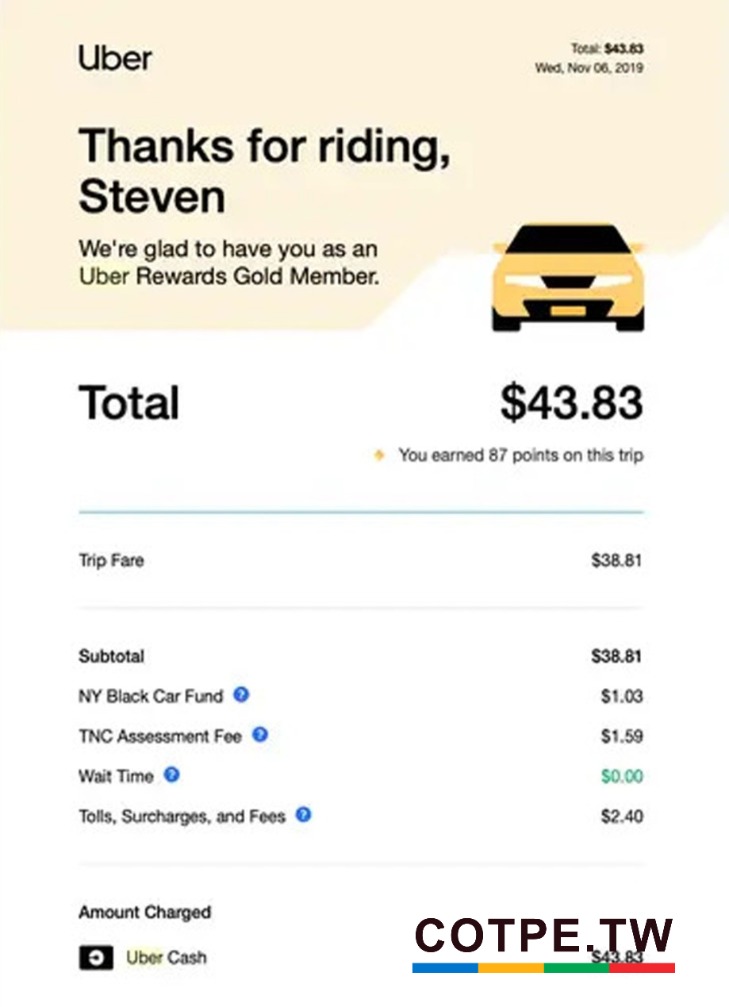 Uber
Total: $43.83
Wed, Nov 06, 2019
Thanks for riding,
Steven
We're glad to have you as an
Uber Rewards Gold Member.
Total $43.83
You earned 87 points on this trip
Trip Fare $38.81
Subtotal $38.81
NY Black Car Fund ? $1.03
TNC Assessment Fee ? $1.59
Wait Time ? $0.00
Tolls, Surcharges, and Fees ? $2.40
Amount Charged
COTPE.TW
Uber Cash $43.83